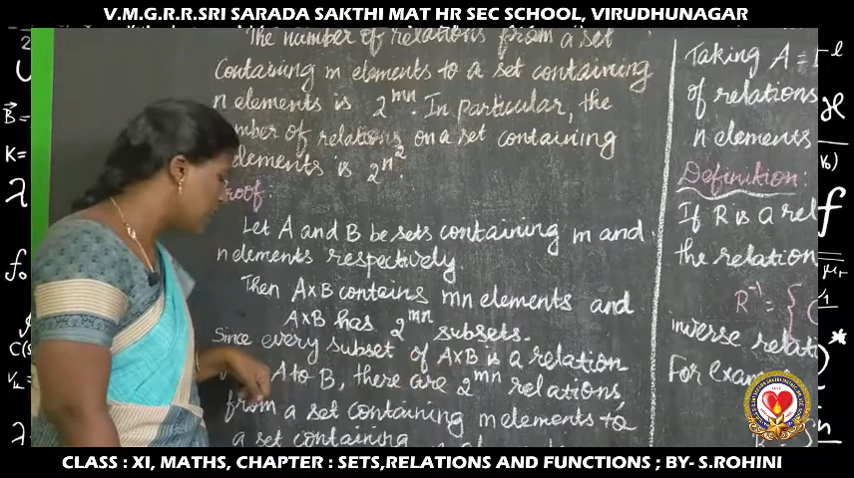 V.M.G.R.R.SRI SARADA SAKTHI MAT HR SEC SCHOOL, VIRUDHUNAGAR
The number of relations from a set
containing m elements to a set containing
n elements is 2^mn. In particular, the
mber of relations on a set containing
elements is 2^n^2.
Proof
Let A and B be sets containing m and
n elements respectively.
Then A×B contains mn elements and
A×B has 2^mn subsets.
Since every subset of A×B is a relation
A to B, there are 2^mn relations
from a set containing m elements to
a set containing
Taking A =
of relations
n elements
Definition:
If R is a rel
the relation
R^-1 = {
inverse relati
For exam
CLASS : XI, MATHS, CHAPTER : SETS,RELATIONS AND FUNCTIONS ; BY- S.ROHINI